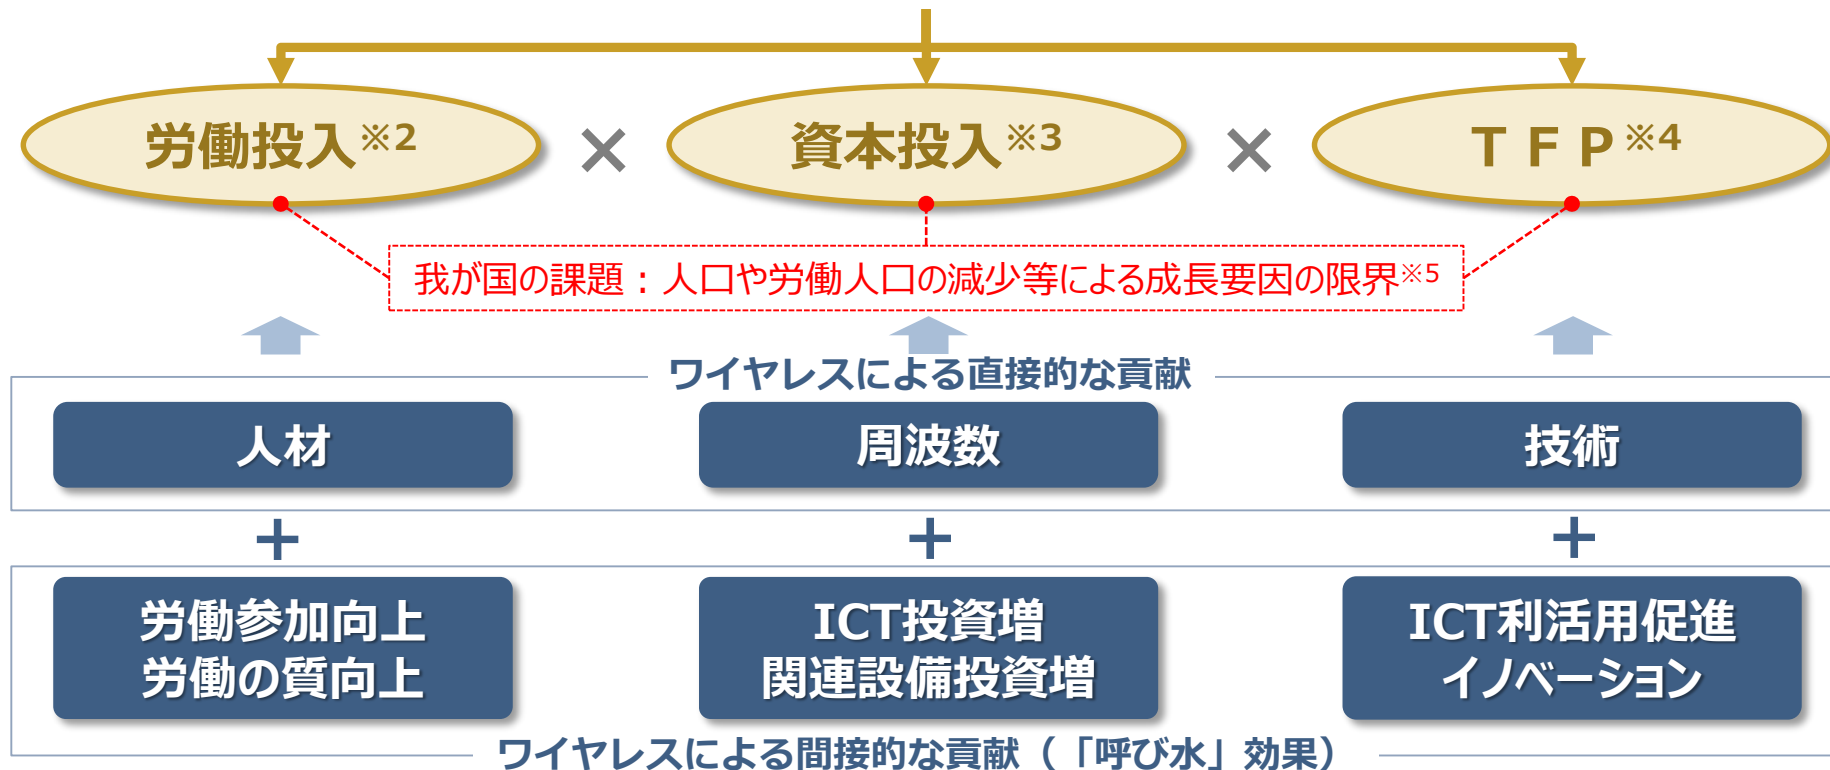 労働投入※2 × 資本投入※3 × TFP※4
我が国の課題：人口や労働人口の減少等による成長要因の限界※5
ワイヤレスによる直接的な貢献
人材 周波数 技術
＋ ＋ ＋
労働参加向上 ICT投資増 ICT利活用促進
労働の質向上 関連設備投資増 イノベーション
ワイヤレスによる間接的な貢献（「呼び水」効果）